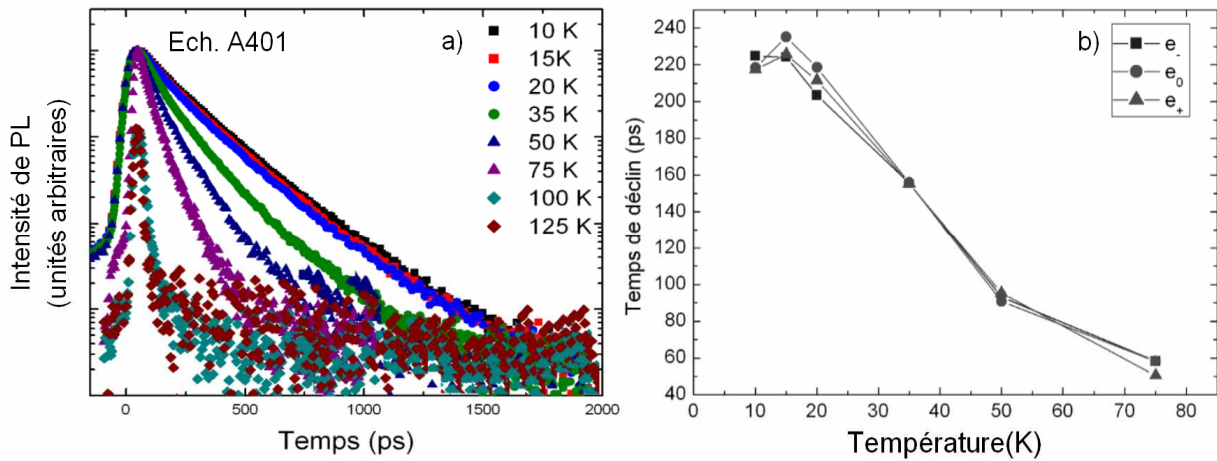 Ech. A401
a)
10 K
15K
20 K
35 K
50 K
75 K
100 K
125 K
Intensité de PL
(unités arbitraires)
0
500
1000
1500
2000
Temps (ps)
b)
e-
e0
e+
240
220
200
180
160
140
120
100
80
60
40
Temps de déclin (ps)
0
10
20
30
40
50
60
70
80
Température(K)